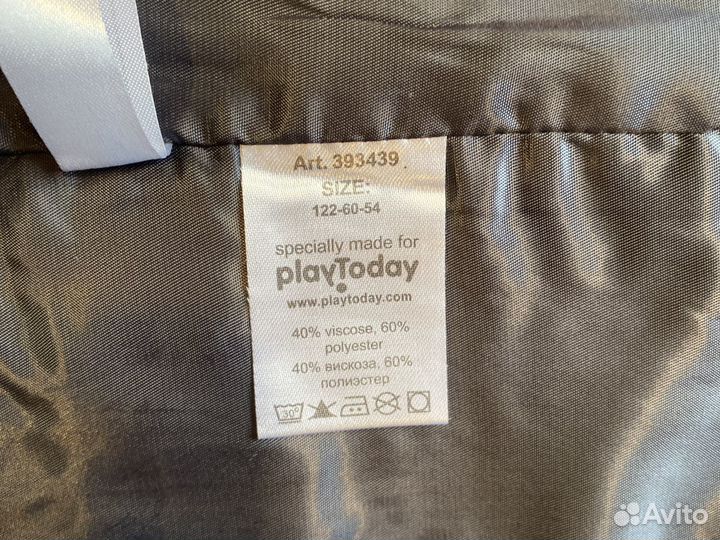 Art. 393439
SIZE:
122-60-54
specially made for
playToday
www.playtoday.com
40% viscose, 60%
polyester
40% вискоза, 60%
полиэстер
30°
Avito